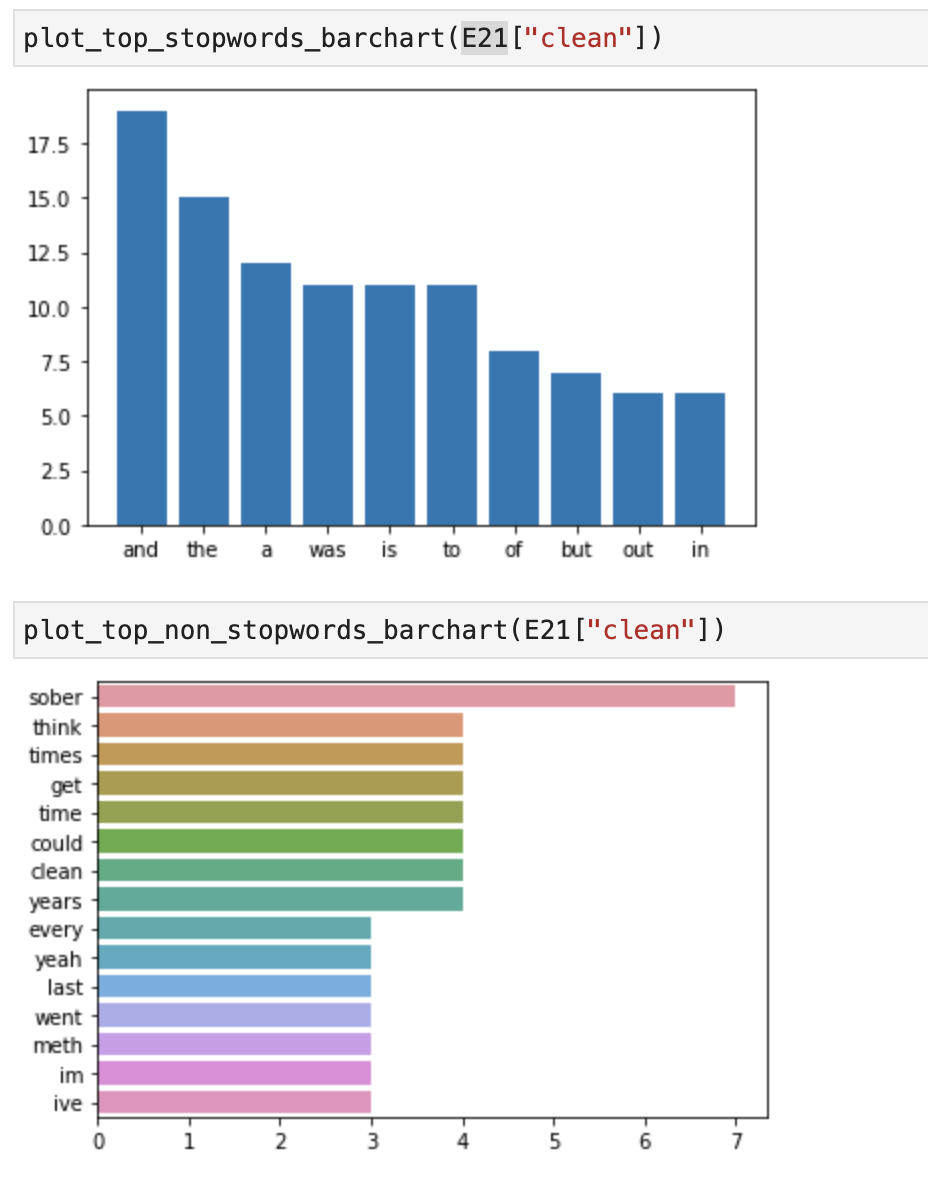 plot_top_stopwords_barchart(E21["clean"])
17.5
15.0
12.5
10.0
7.5
5.0
2.5
0.0
and the a was is to of but out in
plot_top_non_stopwords_barchart(E21["clean"])
sober
think
times
get
time
could
clean
years
every
yeah
last
went
meth
im
ive
0 1 2 3 4 5 6 7